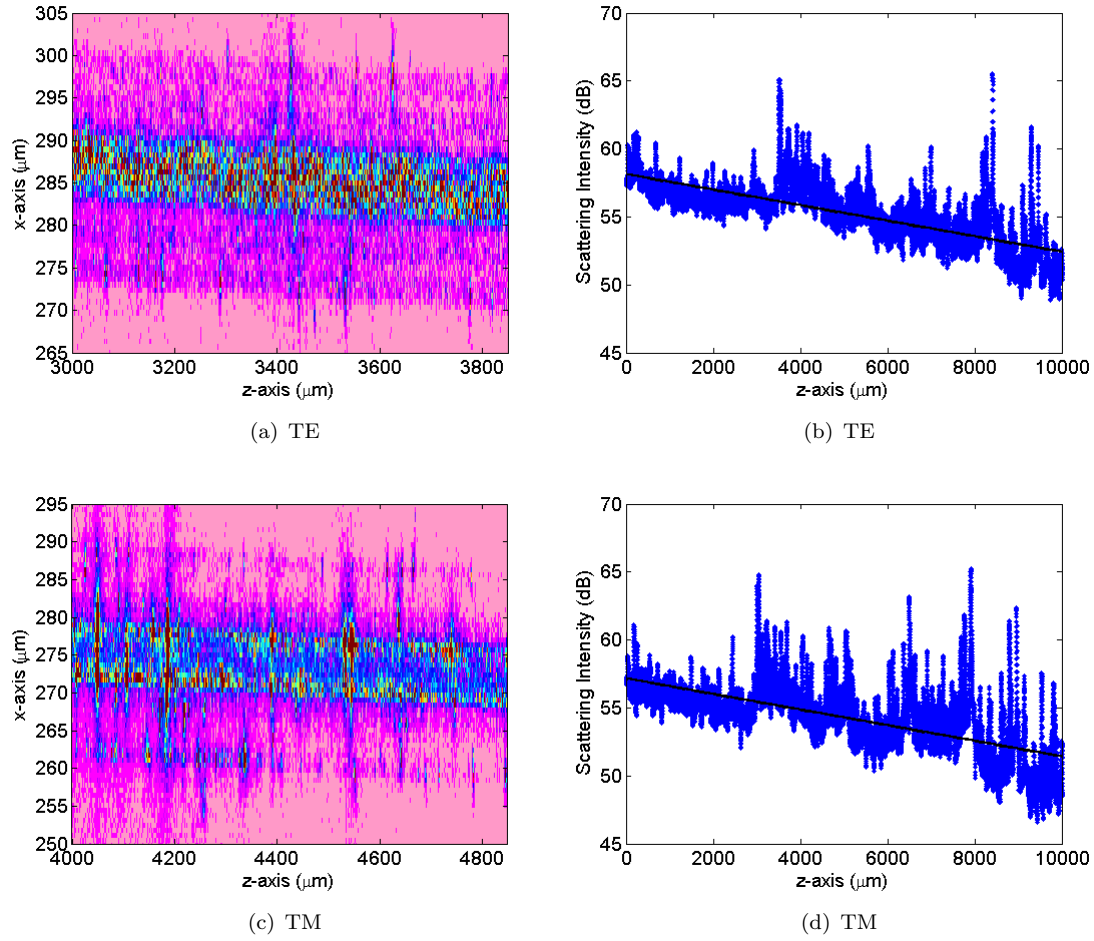 305
300
295
290
285
280
275
270
265
x-axis (μm)
3000 3200 3400 3600 3800
z-axis (μm)
(a) TE
70
65
60
55
50
45
Scattering Intensity (dB)
0 2000 4000 6000 8000 10000
z-axis (μm)
(b) TE
295
290
285
280
275
270
265
260
255
250
x-axis (μm)
4000 4200 4400 4600 4800
z-axis (μm)
(c) TM
70
65
60
55
50
45
Scattering Intensity (dB)
0 2000 4000 6000 8000 10000
z-axis (μm)
(d) TM